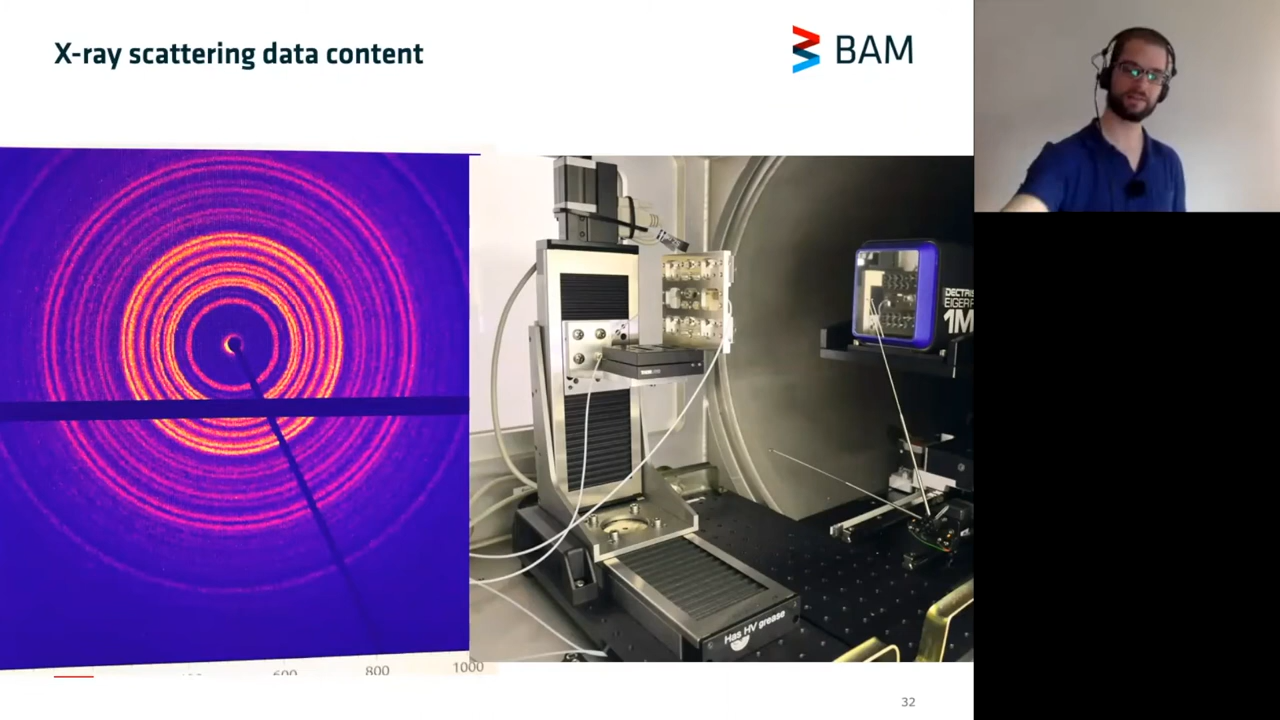 X-ray scattering data content
BAM
DECTRIS
EIGER
1M
Has HV grease
600
800
1000
32